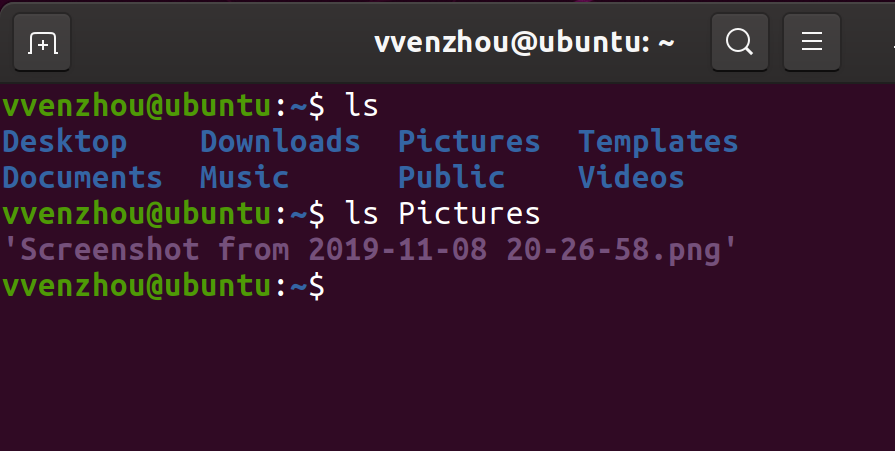 vvenzhou@ubuntu: ~
vvenzhou@ubuntu:~$ ls
Desktop    Downloads  Pictures  Templates
Documents  Music      Public    Videos
vvenzhou@ubuntu:~$ ls Pictures
'Screenshot from 2019-11-08 20-26-58.png'
vvenzhou@ubuntu:~$